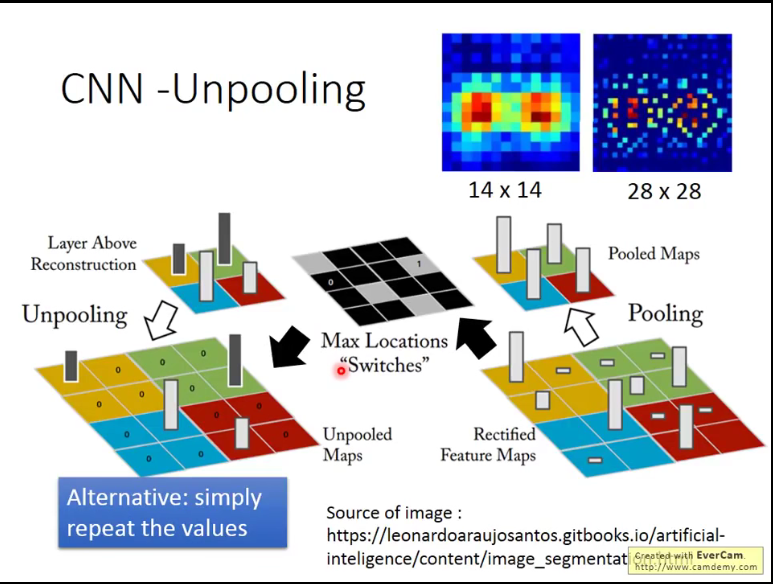 CNN -Unpooling
14 x 14
28 x 28
Layer Above
Reconstruction
Unpooling
0
1
Max Locations
“Switches”
Pooled Maps
Pooling
0
0
0
0
0
0
0
0
0
0
0
0
Unpooled
Maps
Rectified
Feature Maps
Alternative: simply
repeat the values
Source of image :
https://leonardoaraujosantos.gitbooks.io/artificial-
inteligence/content/image_segmentati
Created with EverCam.
http://www.camdemy.com